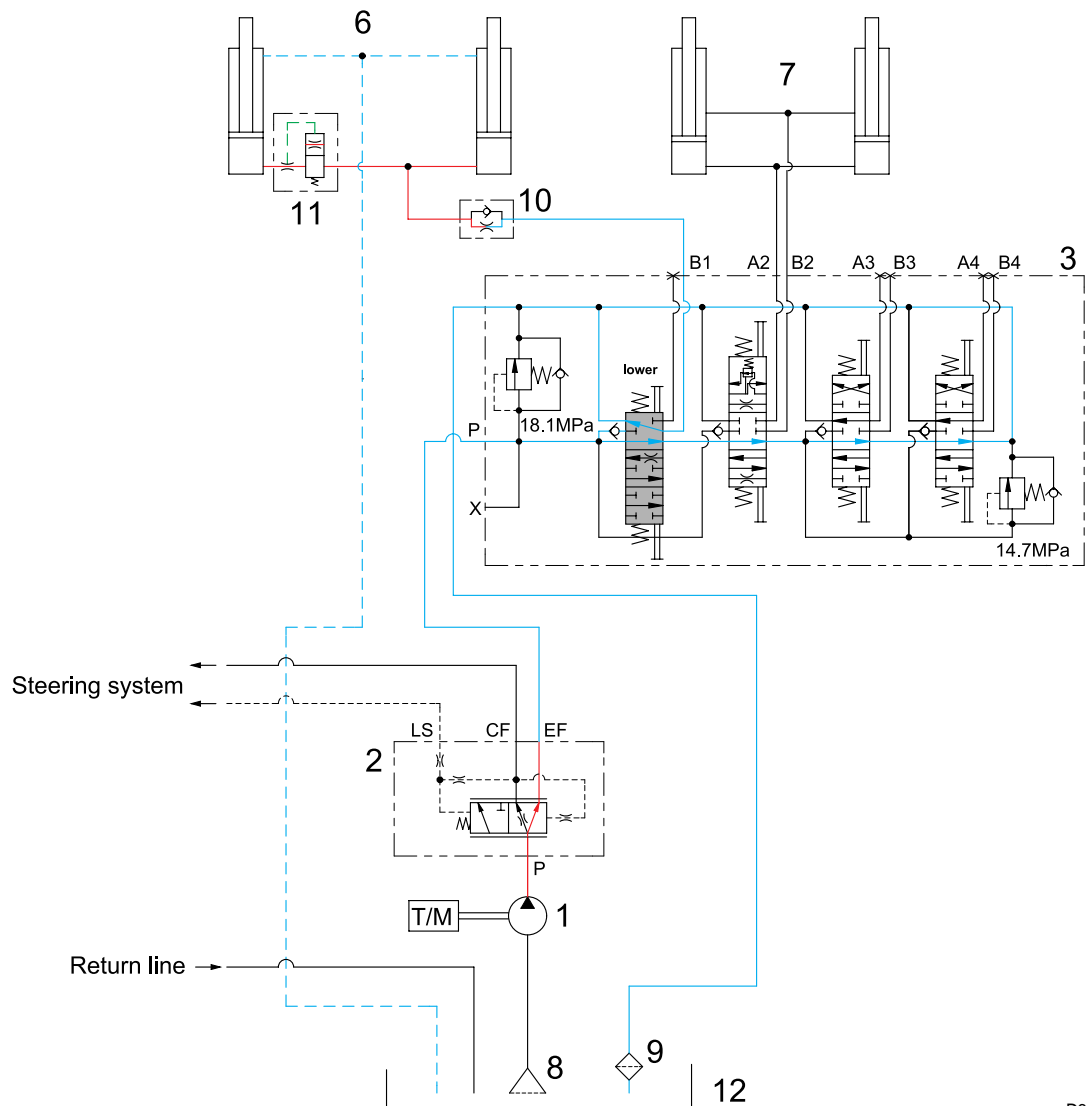 6
7
11
10
B1 A2 B2 A3 B3 A4 B4 3
lower
18.1MPa
P
X
14.7MPa
Steering system
LS CF EF
2
P
T/M 1
Return line
8 9
12